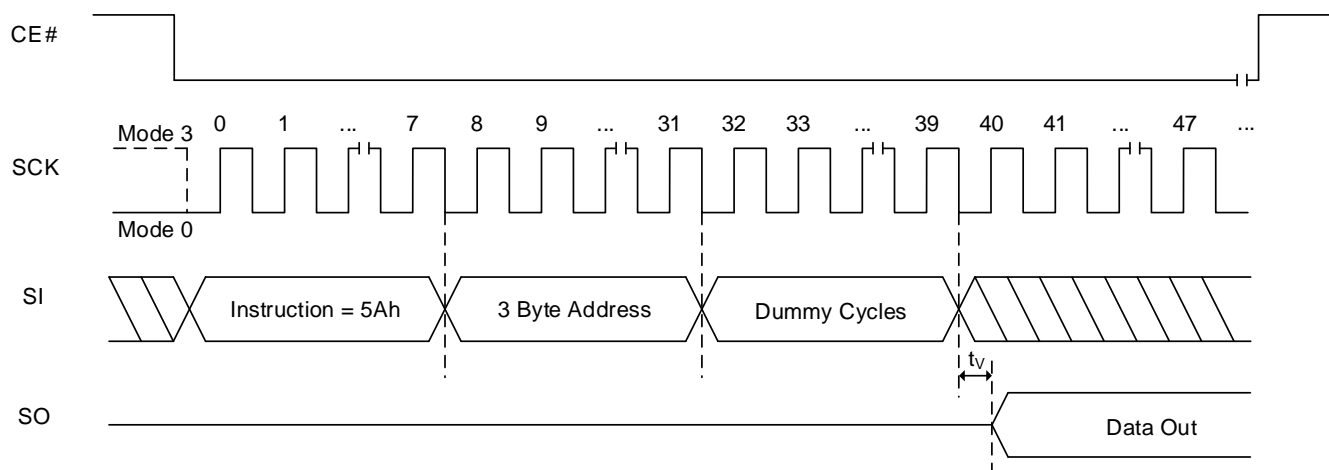 CE#
0 1 ... 7 8 9 ... 31 32 33 ... 39 40 41 ... 47 ...
Mode 3
SCK
Mode 0
SI Instruction = 5Ah 3 Byte Address Dummy Cycles
tV
SO Data Out